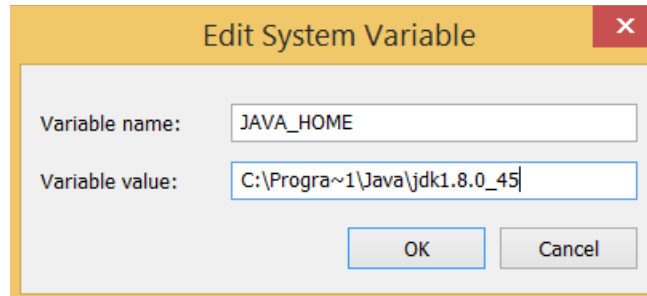 Edit System Variable
Variable name: JAVA_HOME
Variable value: C:\Progra~1\Java\jdk1.8.0_45
OK Cancel